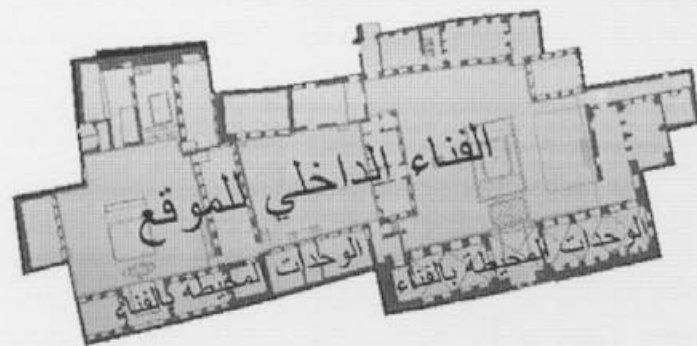 الفناء الداخلي للموقع
الوحدات المحيطة بالفناء
الوحدات المحيطة بالفناء